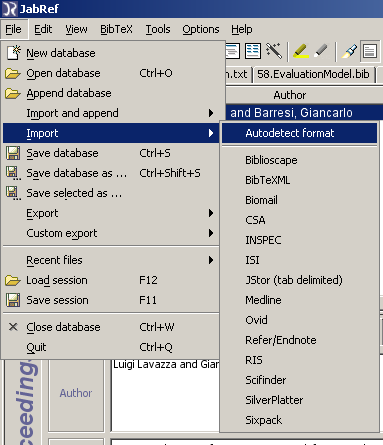 JabRef
File Edit View BibTeX Tools Options Help
New database
Open database Ctrl+O
Append database
Import and append
Import
Save database Ctrl+S
Save database as ... Ctrl+Shift+S
Save selected as ...
Export
Custom export
Recent files
Load session F12
Save session F11
Close database Ctrl+W
Quit Ctrl+Q
n.txt 58.EvaluationModel.bib
Author
and Barresi, Giancarlo
Autodetect format
Biblioscape
BibTeXML
Biomail
CSA
INSPEC
ISI
JStor (tab delimited)
Medline
Ovid
Refer/Endnote
RIS
Scifinder
SilverPlatter
Sixpack
ceeding
Author
Luigi Lavazza and Gian